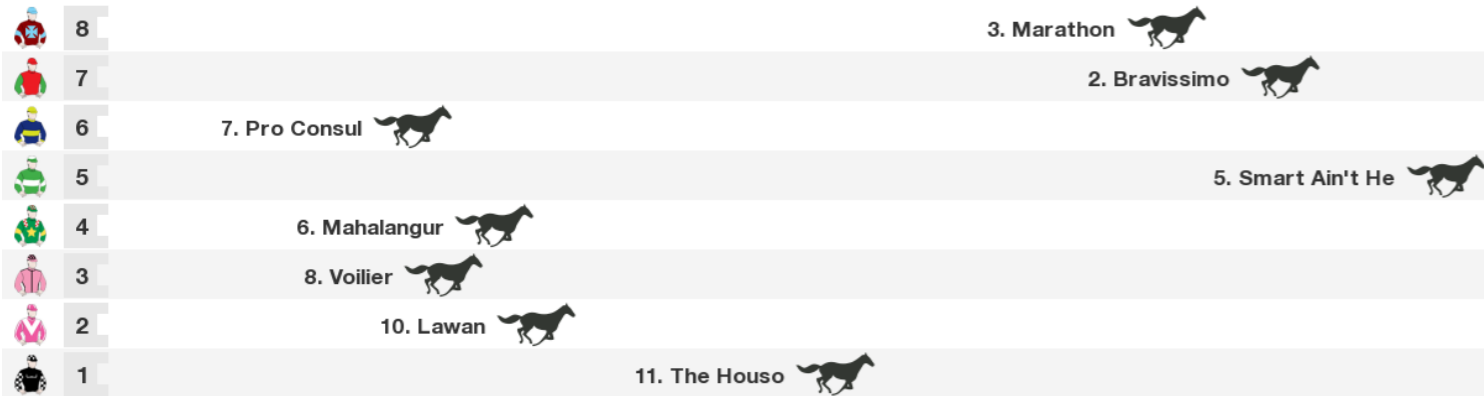 8 3. Marathon
7 2. Bravissimo
6 7. Pro Consul
5 5. Smart Ain't He
4 6. Mahalangur
3 8. Voilier
2 10. Lawan
1 11. The Houso